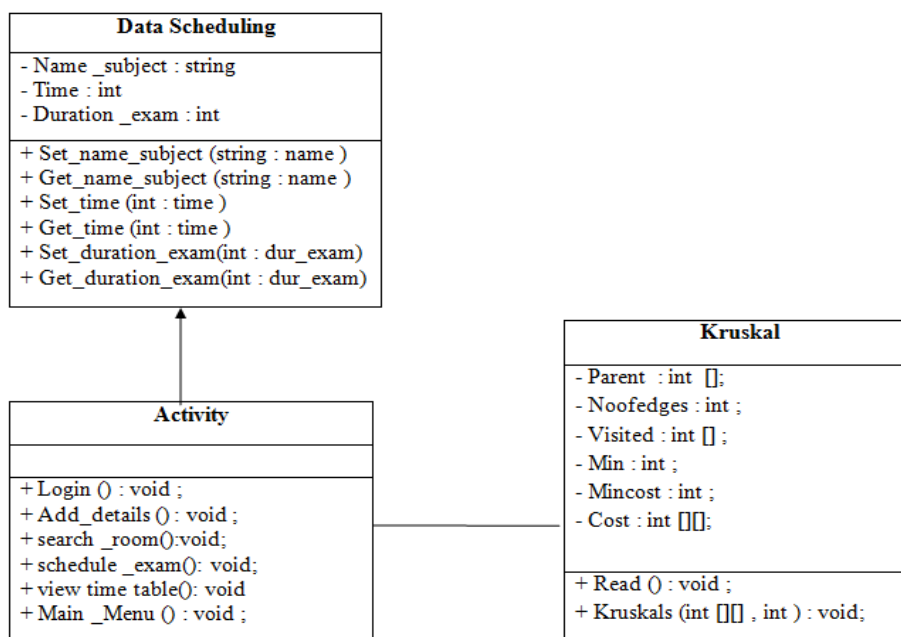 Data Scheduling
- Name _subject : string
- Time : int
- Duration _exam : int
+ Set_name_subject (string : name )
+ Get_name_subject (string : name )
+ Set_time (int : time )
+ Get_time (int : time )
+ Set_duration_exam(int : dur_exam)
+ Get_duration_exam(int : dur_exam)
Activity
+ Login () : void ;
+ Add_details () : void ;
+ search _room():void;
+ schedule _exam(): void;
+ view time table(): void
+ Main _Menu () : void ;
Kruskal
- Parent : int [];
- Noofedges : int ;
- Visited : int [] ;
- Min : int ;
- Mincost : int ;
- Cost : int [][];
+ Read () : void ;
+ Kruskals (int [][] , int ) : void;